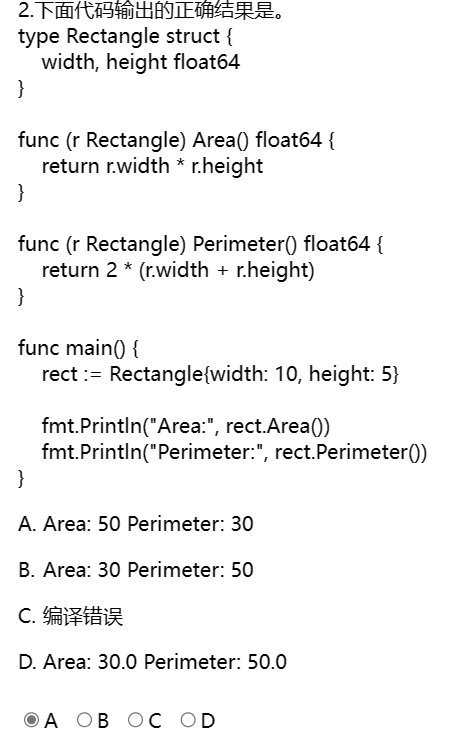 2.下面代码输出的正确结果是。
type Rectangle struct {
    width, height float64
}
func (r Rectangle) Area() float64 {
    return r.width * r.height
}
func (r Rectangle) Perimeter() float64 {
    return 2 * (r.width + r.height)
}
func main() {
    rect := Rectangle{width: 10, height: 5}
    fmt.Println("Area:", rect.Area())
    fmt.Println("Perimeter:", rect.Perimeter())
}
A. Area: 50 Perimeter: 30
B. Area: 30 Perimeter: 50
C. 编译错误
D. Area: 30.0 Perimeter: 50.0
A B C D